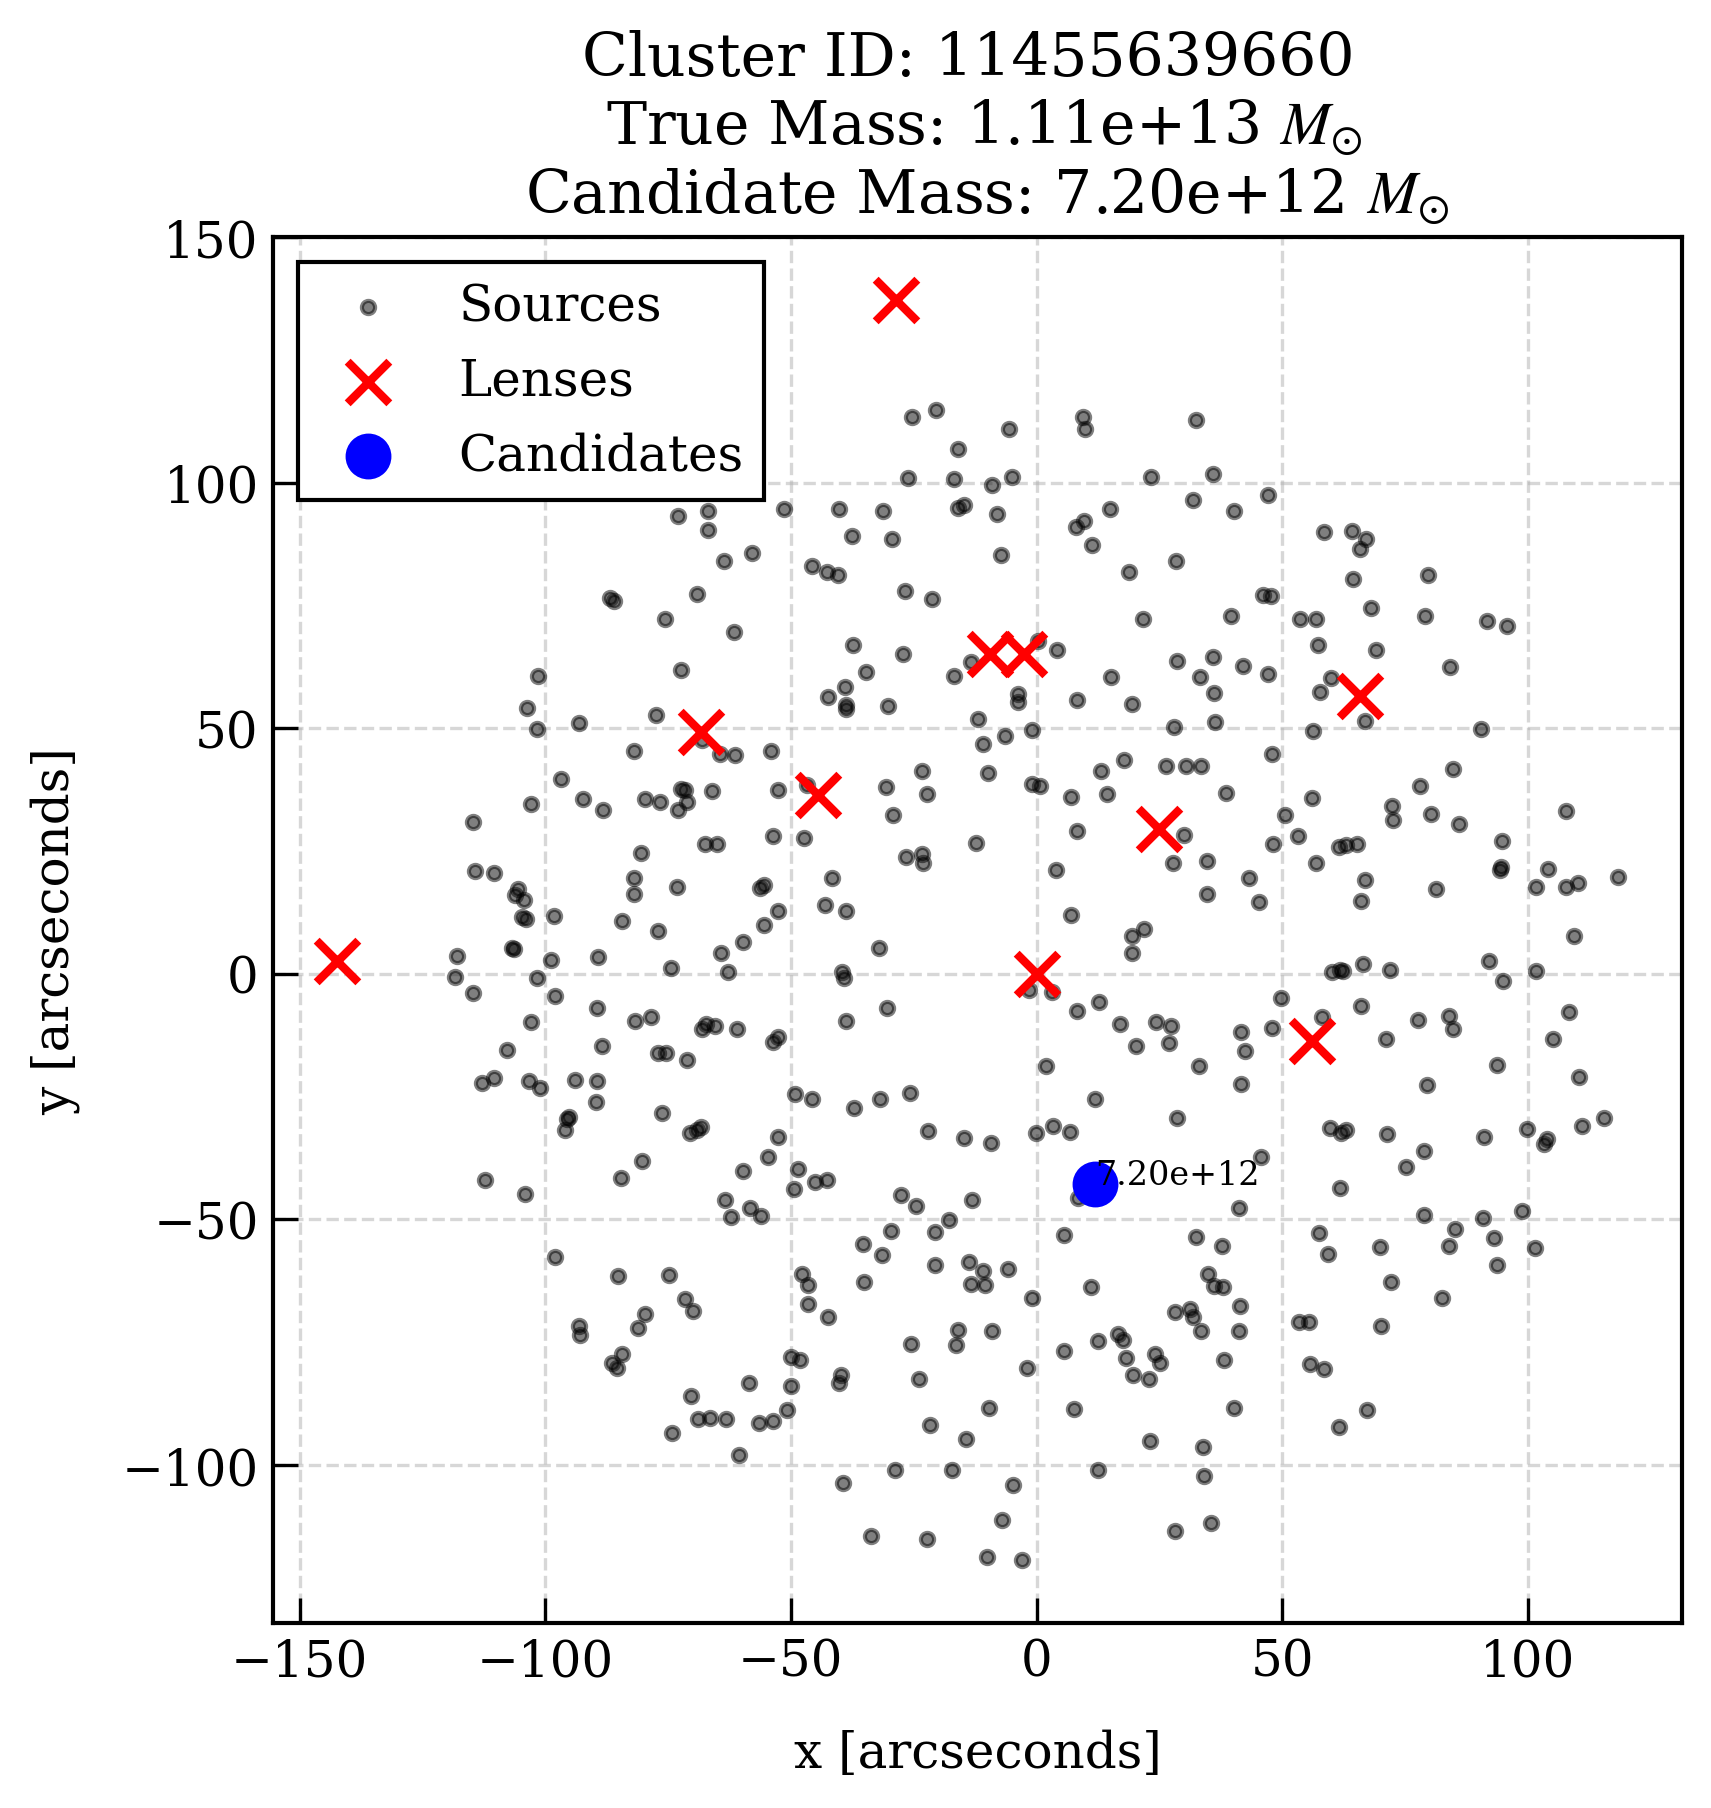 Cluster ID: 11455639660
True Mass: 1.11e+13 M⊙
Candidate Mass: 7.20e+12 M⊙
Sources
Lenses
Candidates
150
100
50
0
−50
−100
y [arcseconds]
7.20e+12
−150
−100
−50
0
50
100
x [arcseconds]